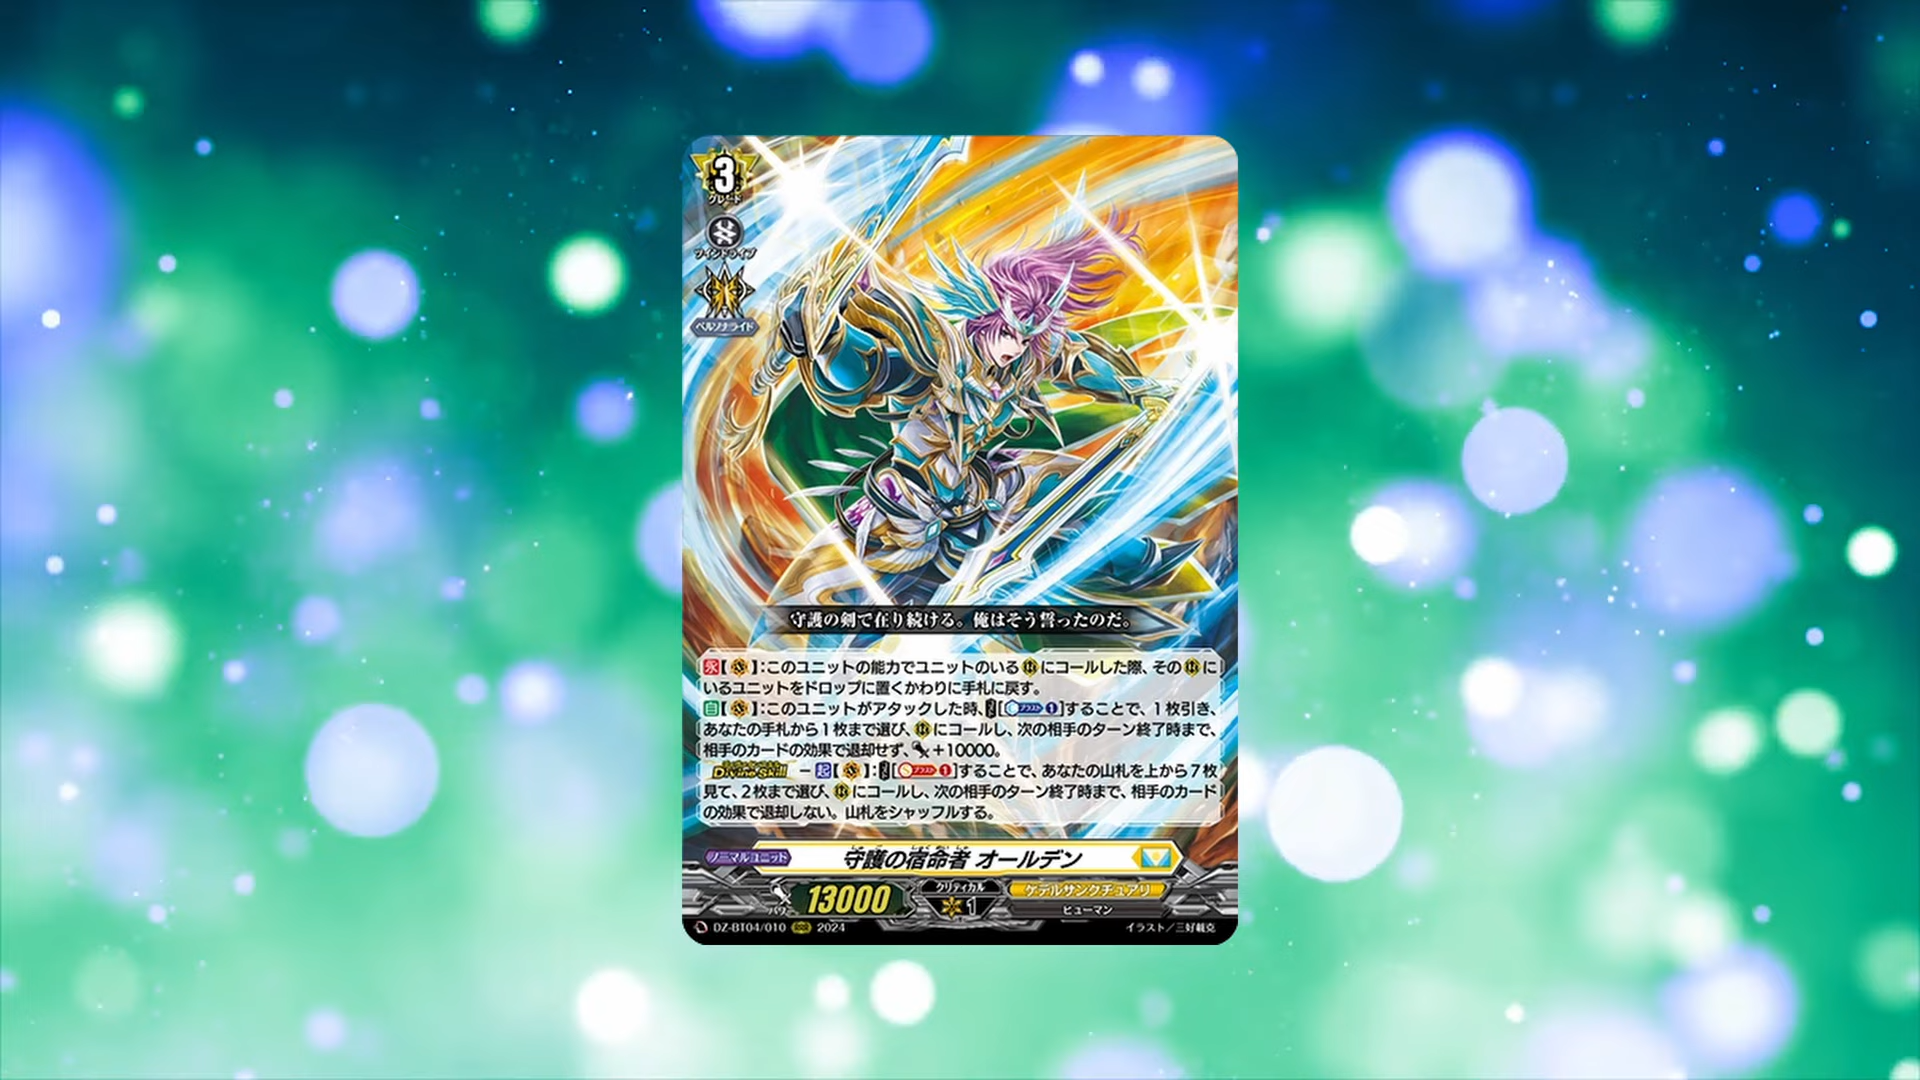 3
グレード
ツインドライブ
ペルソナライド
守護の剣で在り続ける。俺はそう誓ったのだ。
永【】：このユニットの能力でユニットのいるにコールした際、そのに
いるユニットをドロップに置くかわりに手札に戻す。
自【】：このユニットがアタックした時、[ブラスト1]することで、1枚引き、
あなたの手札から1枚まで選び、にコールし、次の相手のターン終了時まで、
相手のカードの効果で退却せず、+10000。
Divine Skill－起【】：[ブラスト1]することで、あなたの山札を上から7枚
見て、2枚まで選び、にコールし、次の相手のターン終了時まで、相手のカード
の効果で退却しない。山札をシャッフルする。
ノーマルユニット 守護の宿命者 オールデン
パワー 13000 クリティカル 1 ケテルサンクチュアリ
ヒューマン
DZ-BT04/010 RRR 2024 イラスト／三好載克